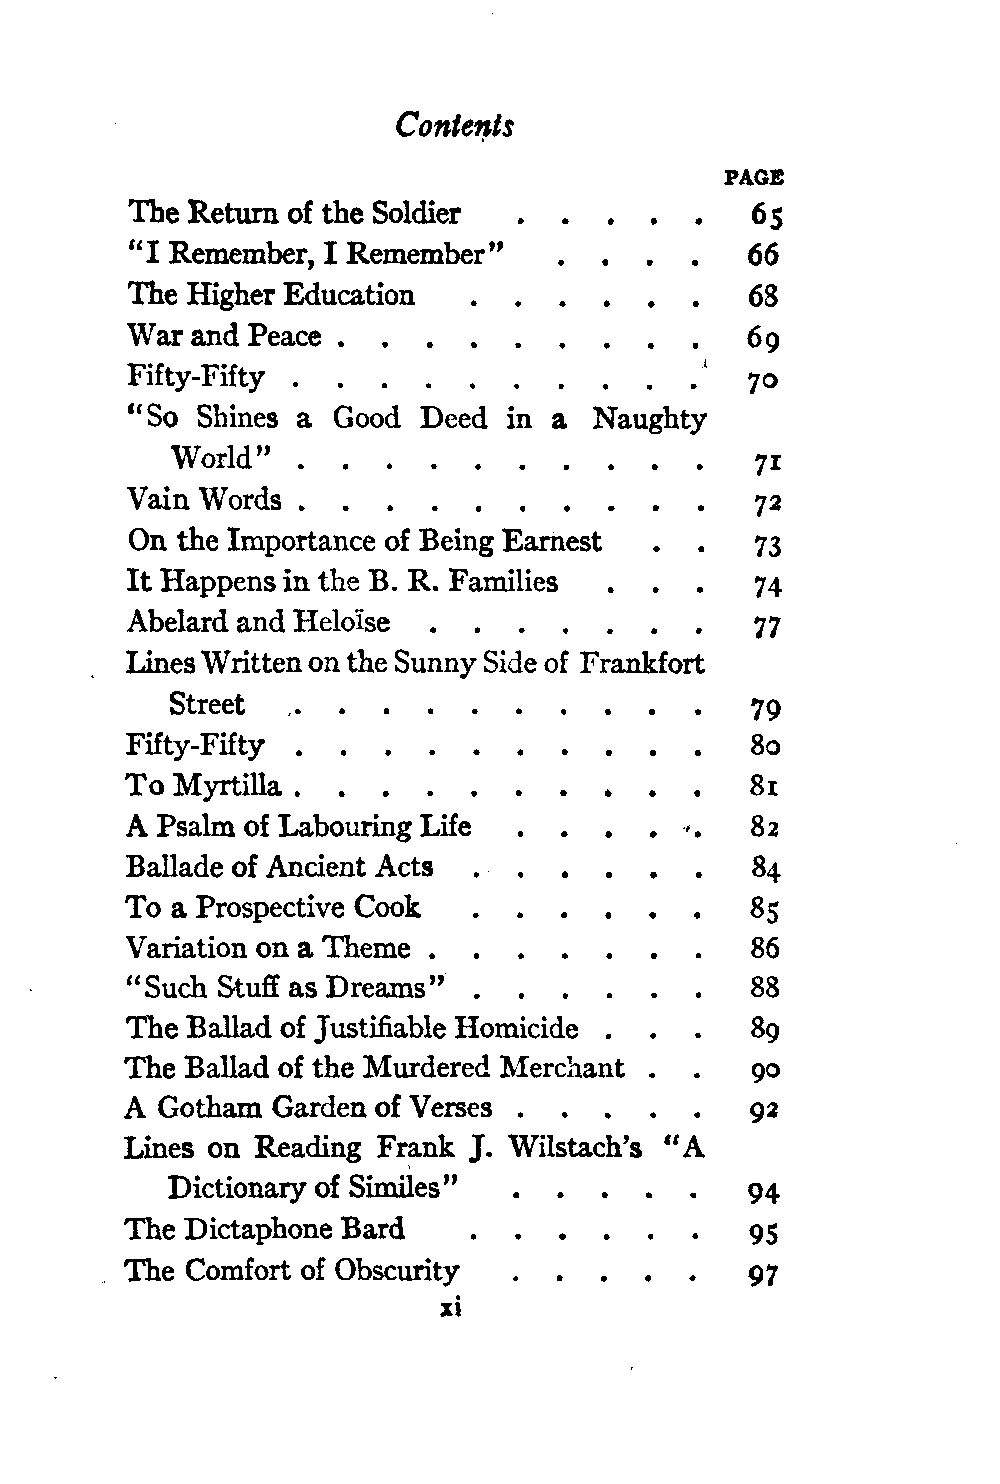 Contents
PAGE
The Return of the Soldier . . . . . 65
“I Remember, I Remember” . . . . 66
The Higher Education . . . . . . 68
War and Peace . . . . . . . . . 69
Fifty-Fifty . . . . . . . . . . 70
“So Shines a Good Deed in a Naughty
World” . . . . . . . . . . 71
Vain Words . . . . . . . . . . 72
On the Importance of Being Earnest . . 73
It Happens in the B. R. Families . . . 74
Abelard and Heloïse . . . . . . . 77
Lines Written on the Sunny Side of Frankfort
Street . . . . . . . . . . 79
Fifty-Fifty . . . . . . . . . . 80
To Myrtilla . . . . . . . . . . 81
A Psalm of Labouring Life . . . . . 82
Ballade of Ancient Acts . . . . . . 84
To a Prospective Cook . . . . . . 85
Variation on a Theme . . . . . . . 86
“Such Stuff as Dreams” . . . . . . 88
The Ballad of Justifiable Homicide . . . 89
The Ballad of the Murdered Merchant . . 90
A Gotham Garden of Verses . . . . . 92
Lines on Reading Frank J. Wilstach's “A
Dictionary of Similes” . . . . . 94
The Dictaphone Bard . . . . . . 95
The Comfort of Obscurity . . . . . 97
xi